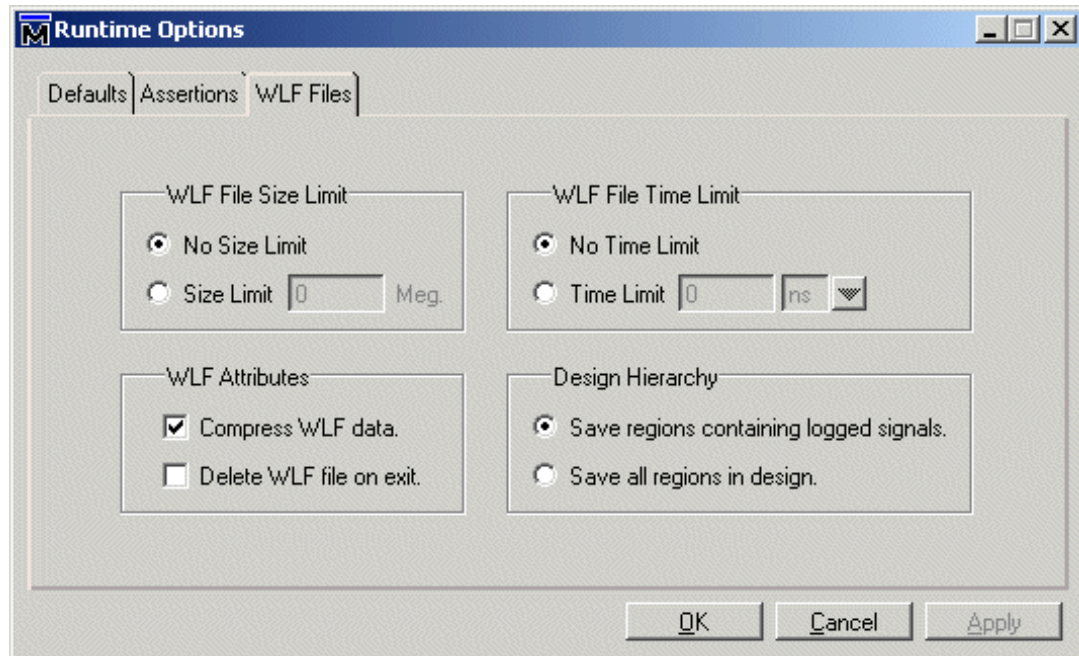 Runtime Options
Defaults Assertions WLF Files
WLF File Size Limit
No Size Limit
Size Limit 0 Meg.
WLF File Time Limit
No Time Limit
Time Limit 0 ns
WLF Attributes
Compress WLF data.
Delete WLF file on exit.
Design Hierarchy
Save regions containing logged signals.
Save all regions in design.
OK Cancel Apply